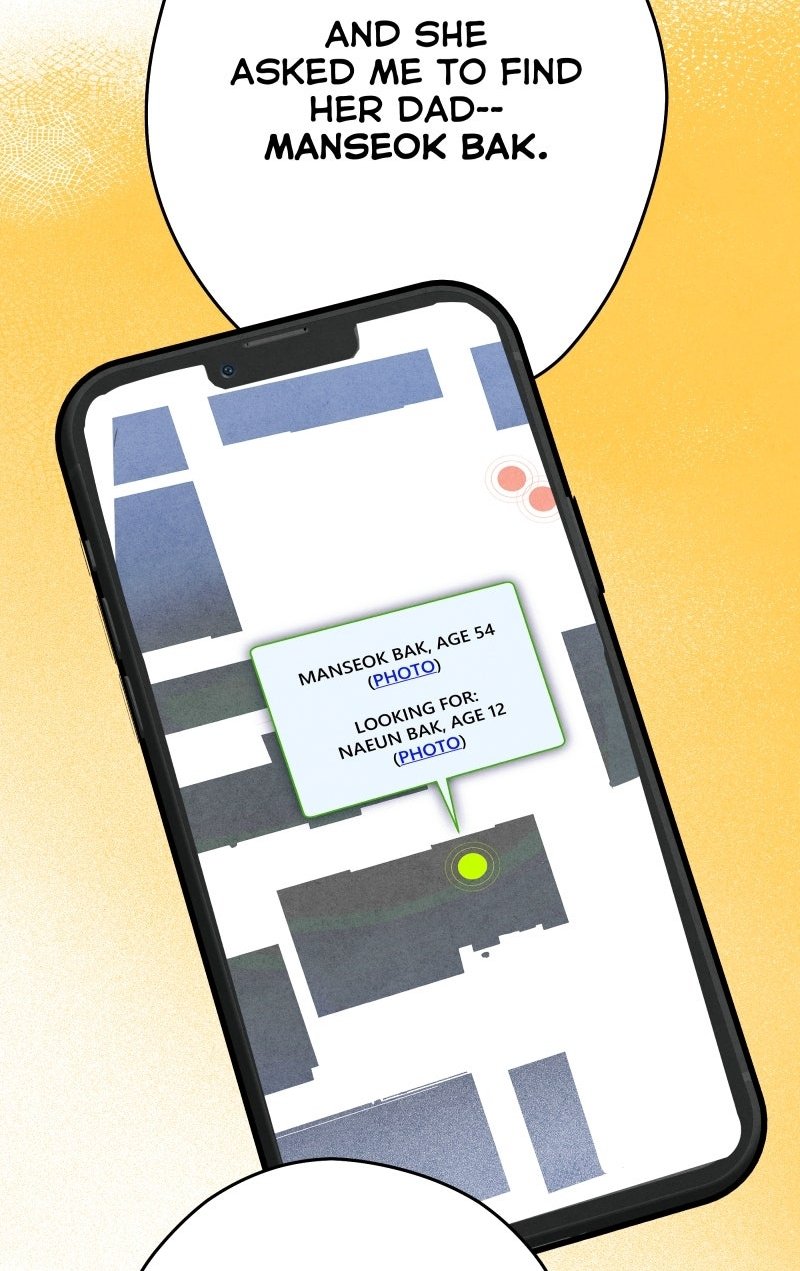 AND SHE
ASKED ME TO FIND
HER DAD--
MANSEOK BAK.
MANSEOK BAK, AGE 54
(PHOTO)
LOOKING FOR:
NAEUN BAK, AGE 12
(PHOTO)